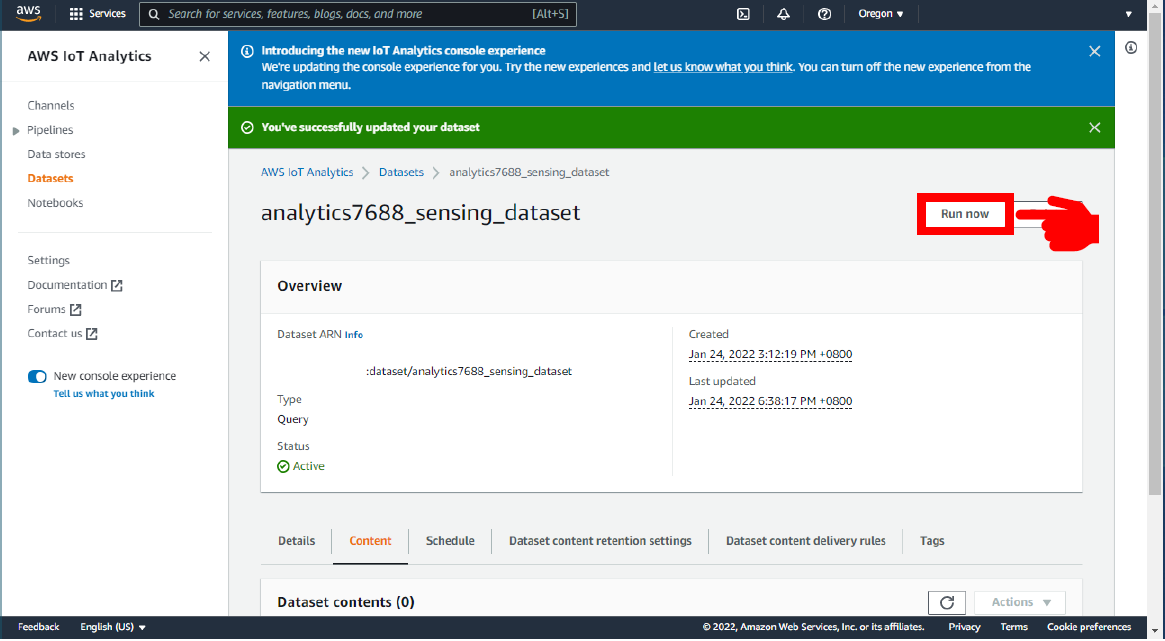 aws
Services
Search for services, features, blogs, docs, and more
[Alt+S]
Oregon
AWS IoT Analytics
Channels
Pipelines
Data stores
Datasets
Notebooks
Settings
Documentation
Forums
Contact us
New console experience
Tell us what you think
Introducing the new IoT Analytics console experience
We're updating the console experience for you. Try the new experiences and let us know what you think. You can turn off the new experience from the
navigation menu.
You've successfully updated your dataset
AWS IoT Analytics
Datasets
analytics7688_sensing_dataset
analytics7688_sensing_dataset
Run now
Overview
Dataset ARN Info
:dataset/analytics7688_sensing_dataset
Type
Query
Status
Active
Created
Jan 24, 2022 3:12:19 PM +0800
Last updated
Jan 24, 2022 6:38:17 PM +0800
Details
Content
Schedule
Dataset content retention settings
Dataset content delivery rules
Tags
Dataset contents (0)
Actions
Feedback
English (US)
© 2022, Amazon Web Services, Inc. or its affiliates.
Privacy
Terms
Cookie preferences